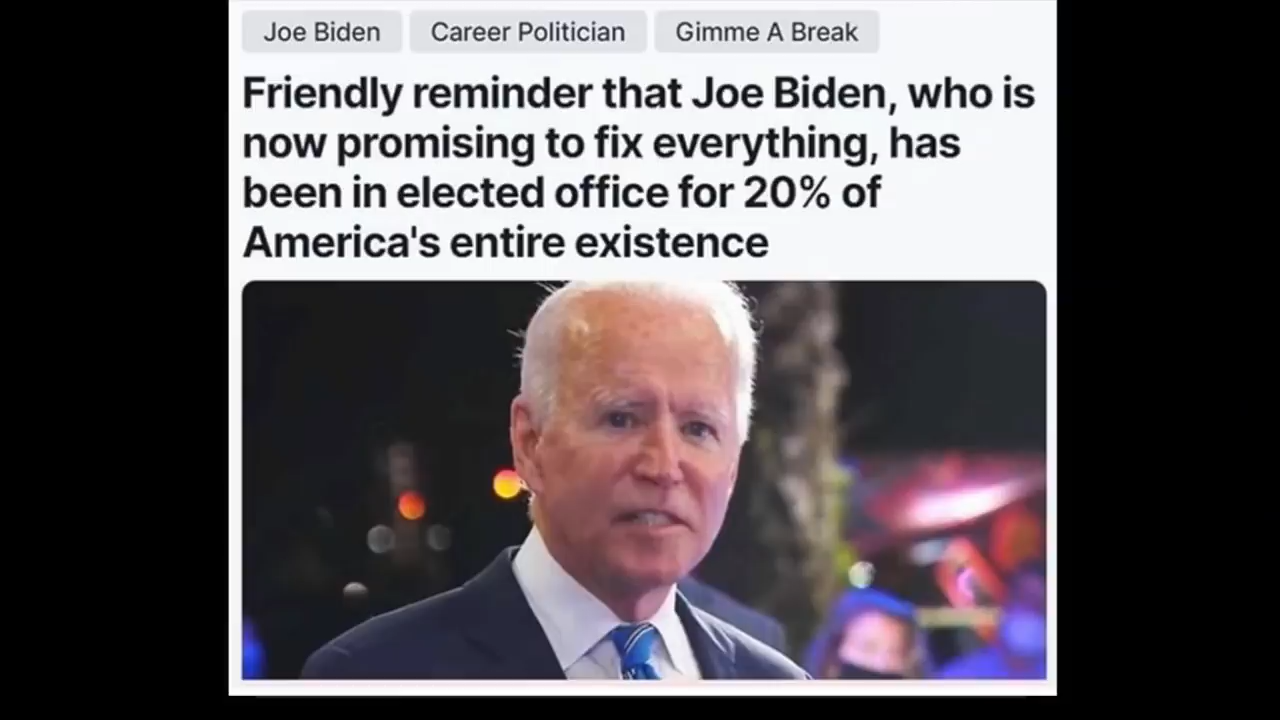 Joe Biden Career Politician Gimme A Break
Friendly reminder that Joe Biden, who is
now promising to fix everything, has
been in elected office for 20% of
America's entire existence